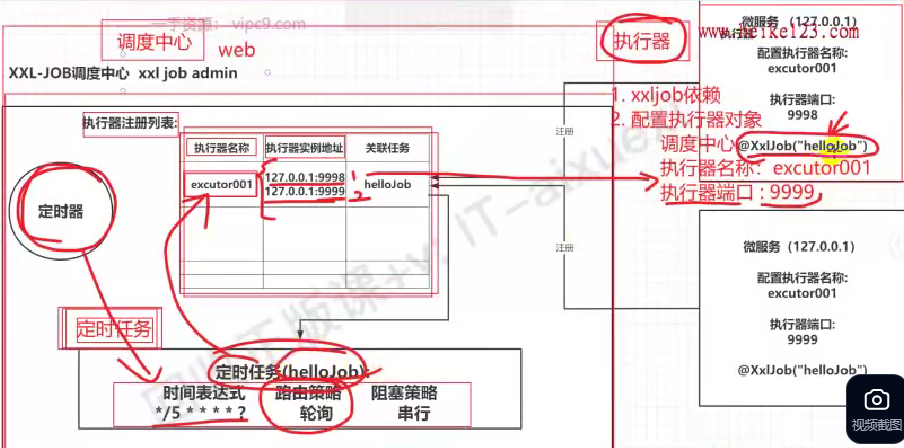 一手资源: vipc9.com
调度中心
web
XXL-JOB调度中心 xxl job admin
执行器注册列表:
执行器名称 执行器实例地址 关联任务
excutor001
127.0.0.1:9998
127.0.0.1:9999
1
2
helloJob
定时器
定时任务
定时任务(helloJob):
时间表达式 路由策略 阻塞策略
*/5 * * * * ? 轮询 串行
执行器
1. xxljob依赖
2. 配置执行器对象
调度中心
执行器名称: excutor001
执行器端口 : 9999
注册
注册
微服务 (127.0.0.1)
www.heike123.com
执行器
配置执行器名称:
excutor001
执行器端口:
9998
@XxlJob("helloJob")
微服务 (127.0.0.1)
配置执行器名称:
excutor001
执行器端口:
9999
@XxlJob("helloJob")
视频截图